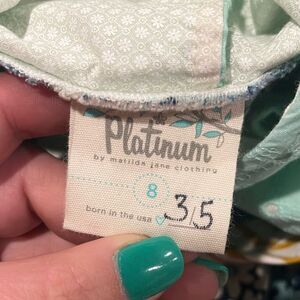 Platinum
by matilda jane clothing
8
born in the usa 35